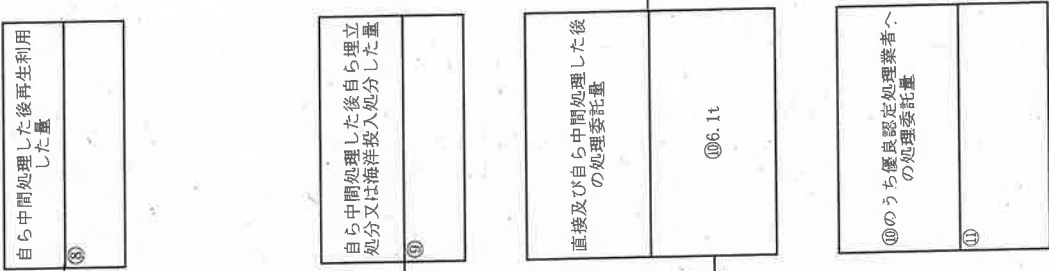 自ら中間処理した後再生利用
した量
⑧
自ら中間処理した後自ら埋立
処分又は海洋投入処分した量
⑨
直接及び自ら中間処理した後
の処理委託量
⑩6.1t
⑩のうち優良認定処理業者へ
の処理委託量
⑪